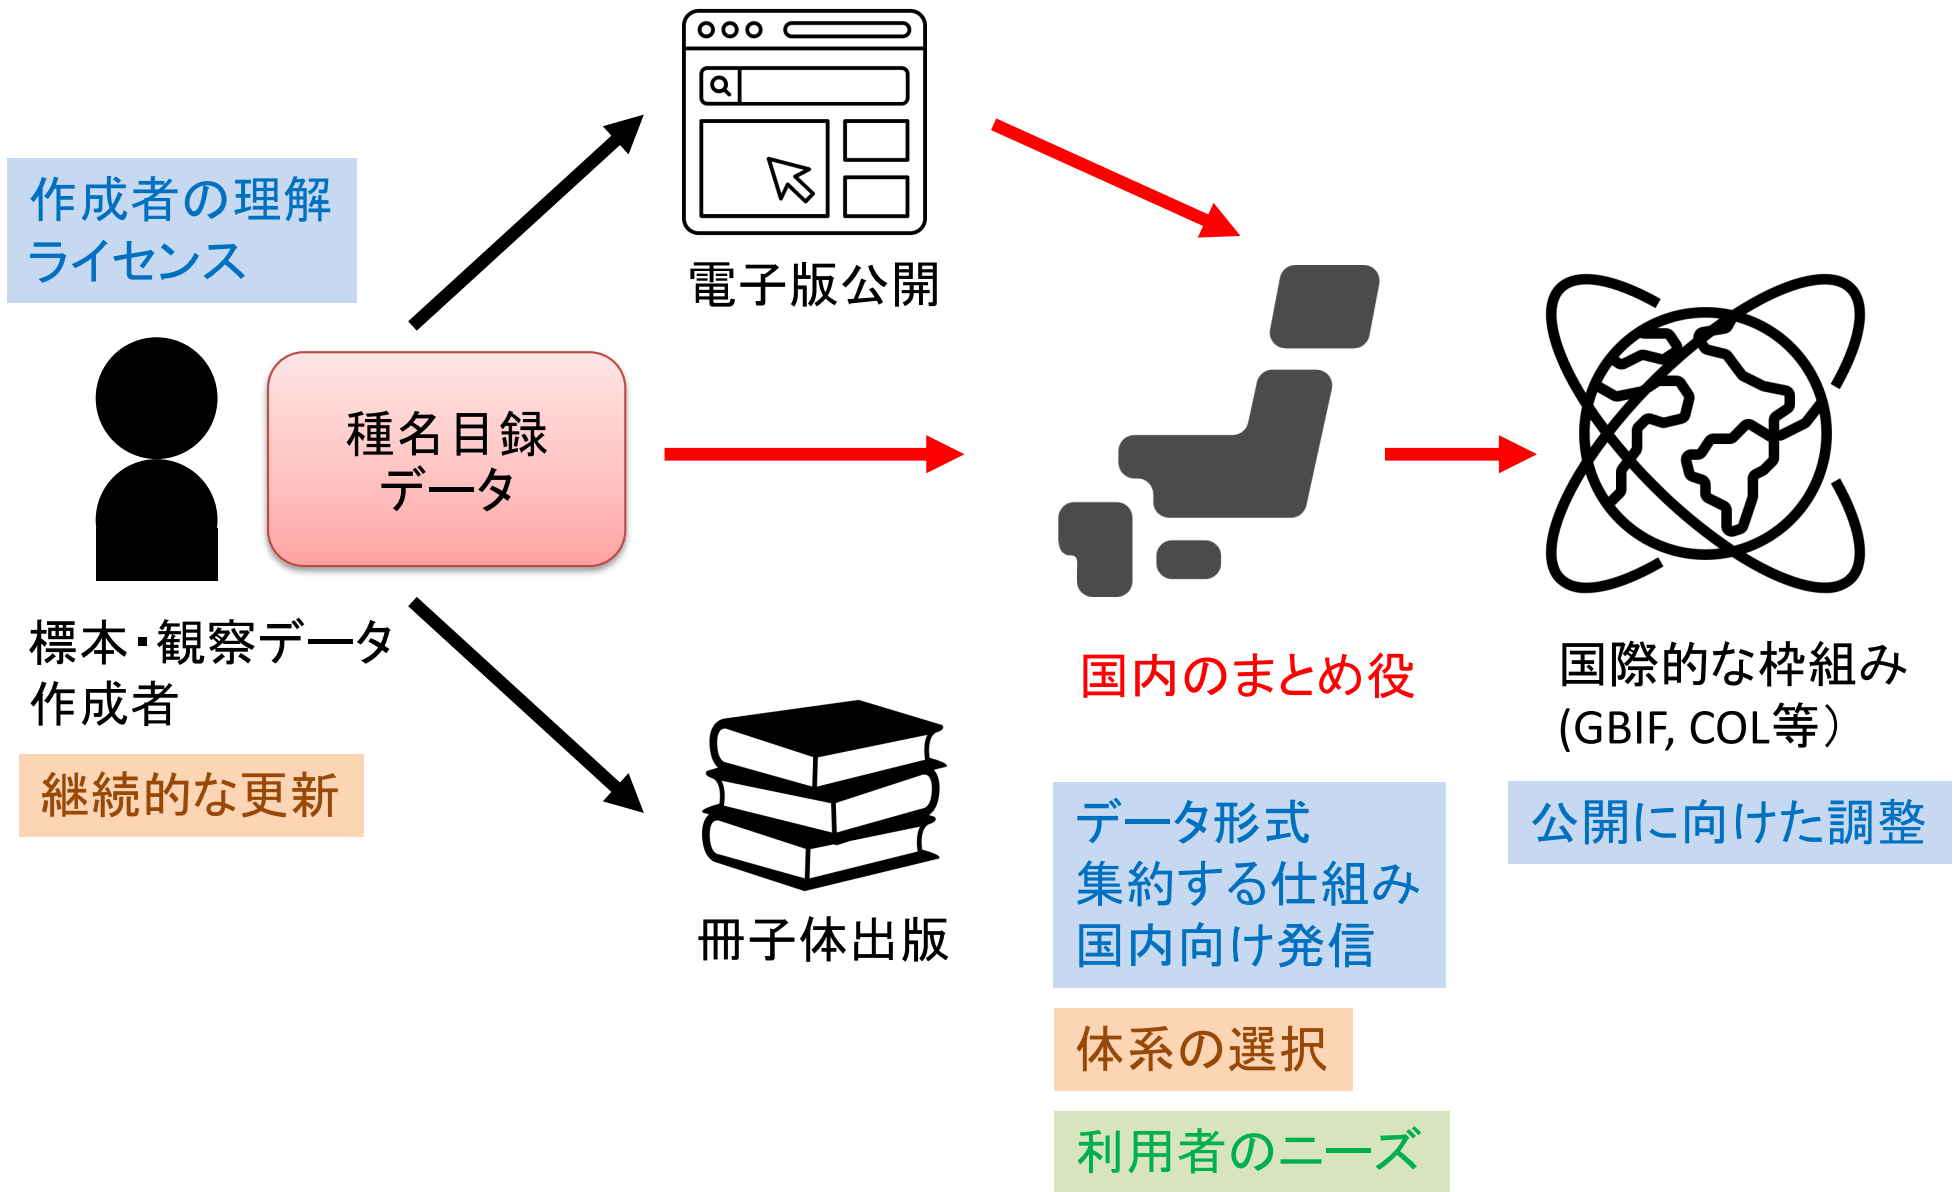 作成者の理解
ライセンス
種名目録
データ
標本・観察データ
作成者
継続的な更新
電子版公開
冊子体出版
国内のまとめ役
データ形式
集約する仕組み
国内向け発信
体系の選択
利用者のニーズ
国際的な枠組み
(GBIF, COL等）
公開に向けた調整